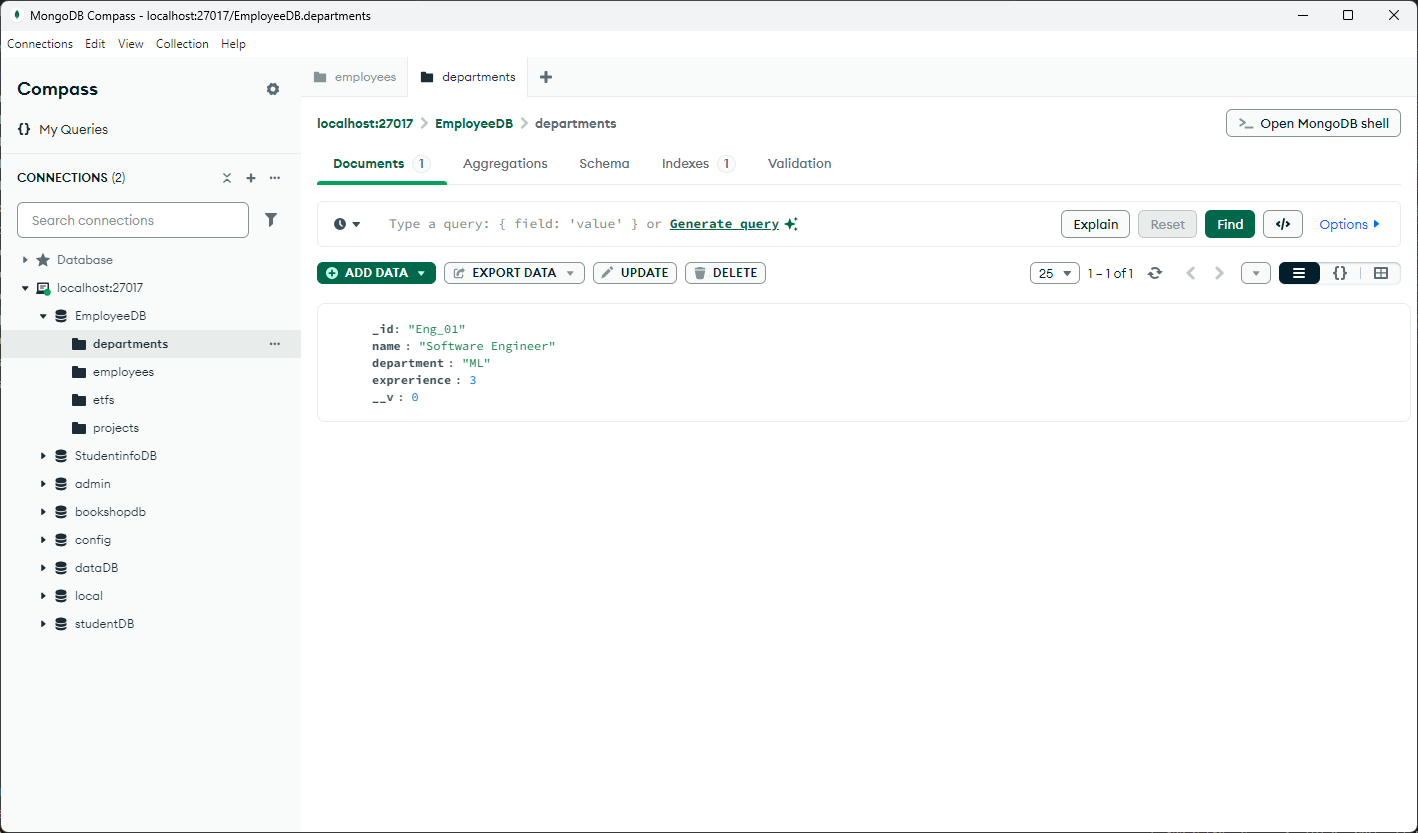 MongoDB Compass - localhost:27017/EmployeeDB.departments
Connections Edit View Collection Help
Compass
{} My Queries
CONNECTIONS (2)
Search connections
Database
localhost:27017
EmployeeDB
departments
employees
etfs
projects
StudentinfoDB
admin
bookshopdb
config
dataDB
local
studentDB
employees departments
localhost:27017 EmployeeDB departments
>_ Open MongoDB shell
Documents 1 Aggregations Schema Indexes 1 Validation
Type a query: { field: 'value' } or Generate query
Explain Reset Find </> Options
ADD DATA EXPORT DATA UPDATE DELETE
25 1 – 1 of 1 {}
_id: "Eng_01"
name : "Software Engineer"
department : "ML"
exprerience : 3
__v : 0